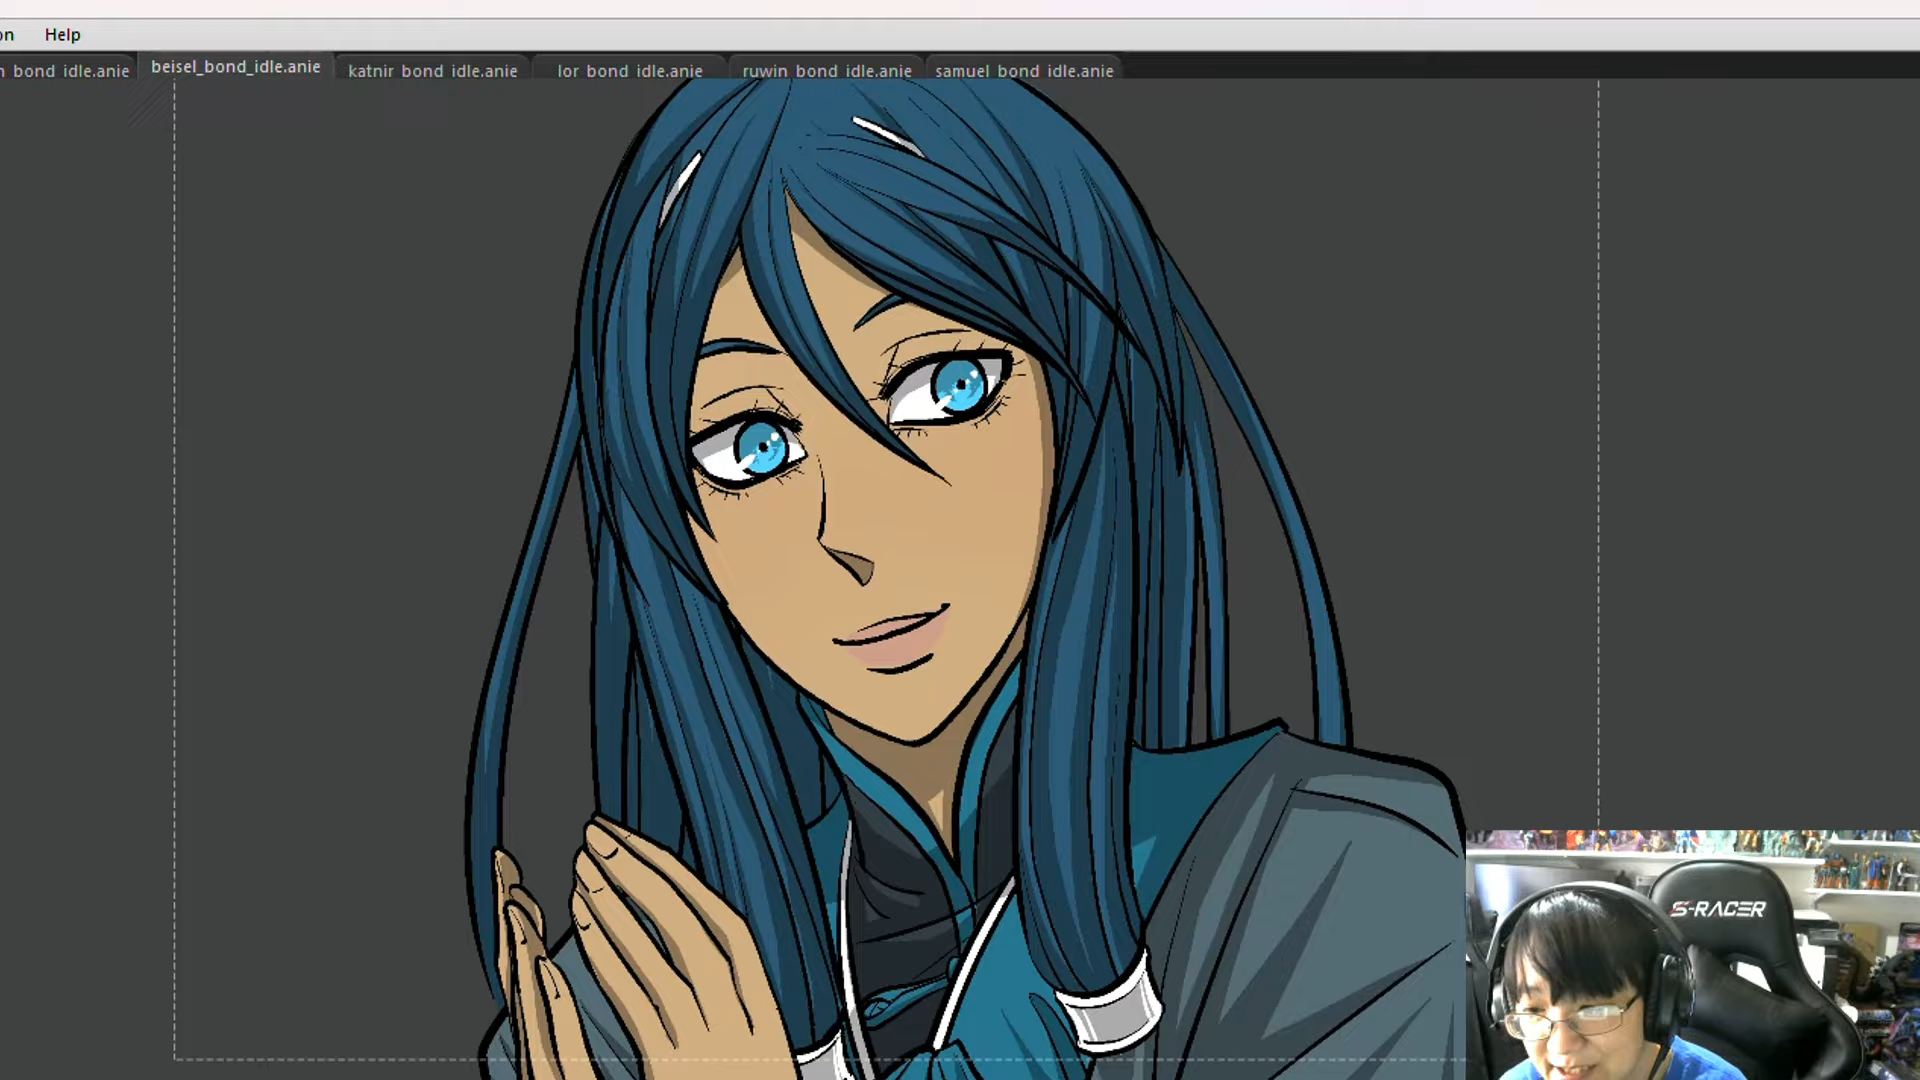 on Help
n bond idle.anie beisel_bond_idle.anie katnir bond idle.anie lor bond idle.anie ruwin bond idle.anie samuel bond idle.anie
S-RACER